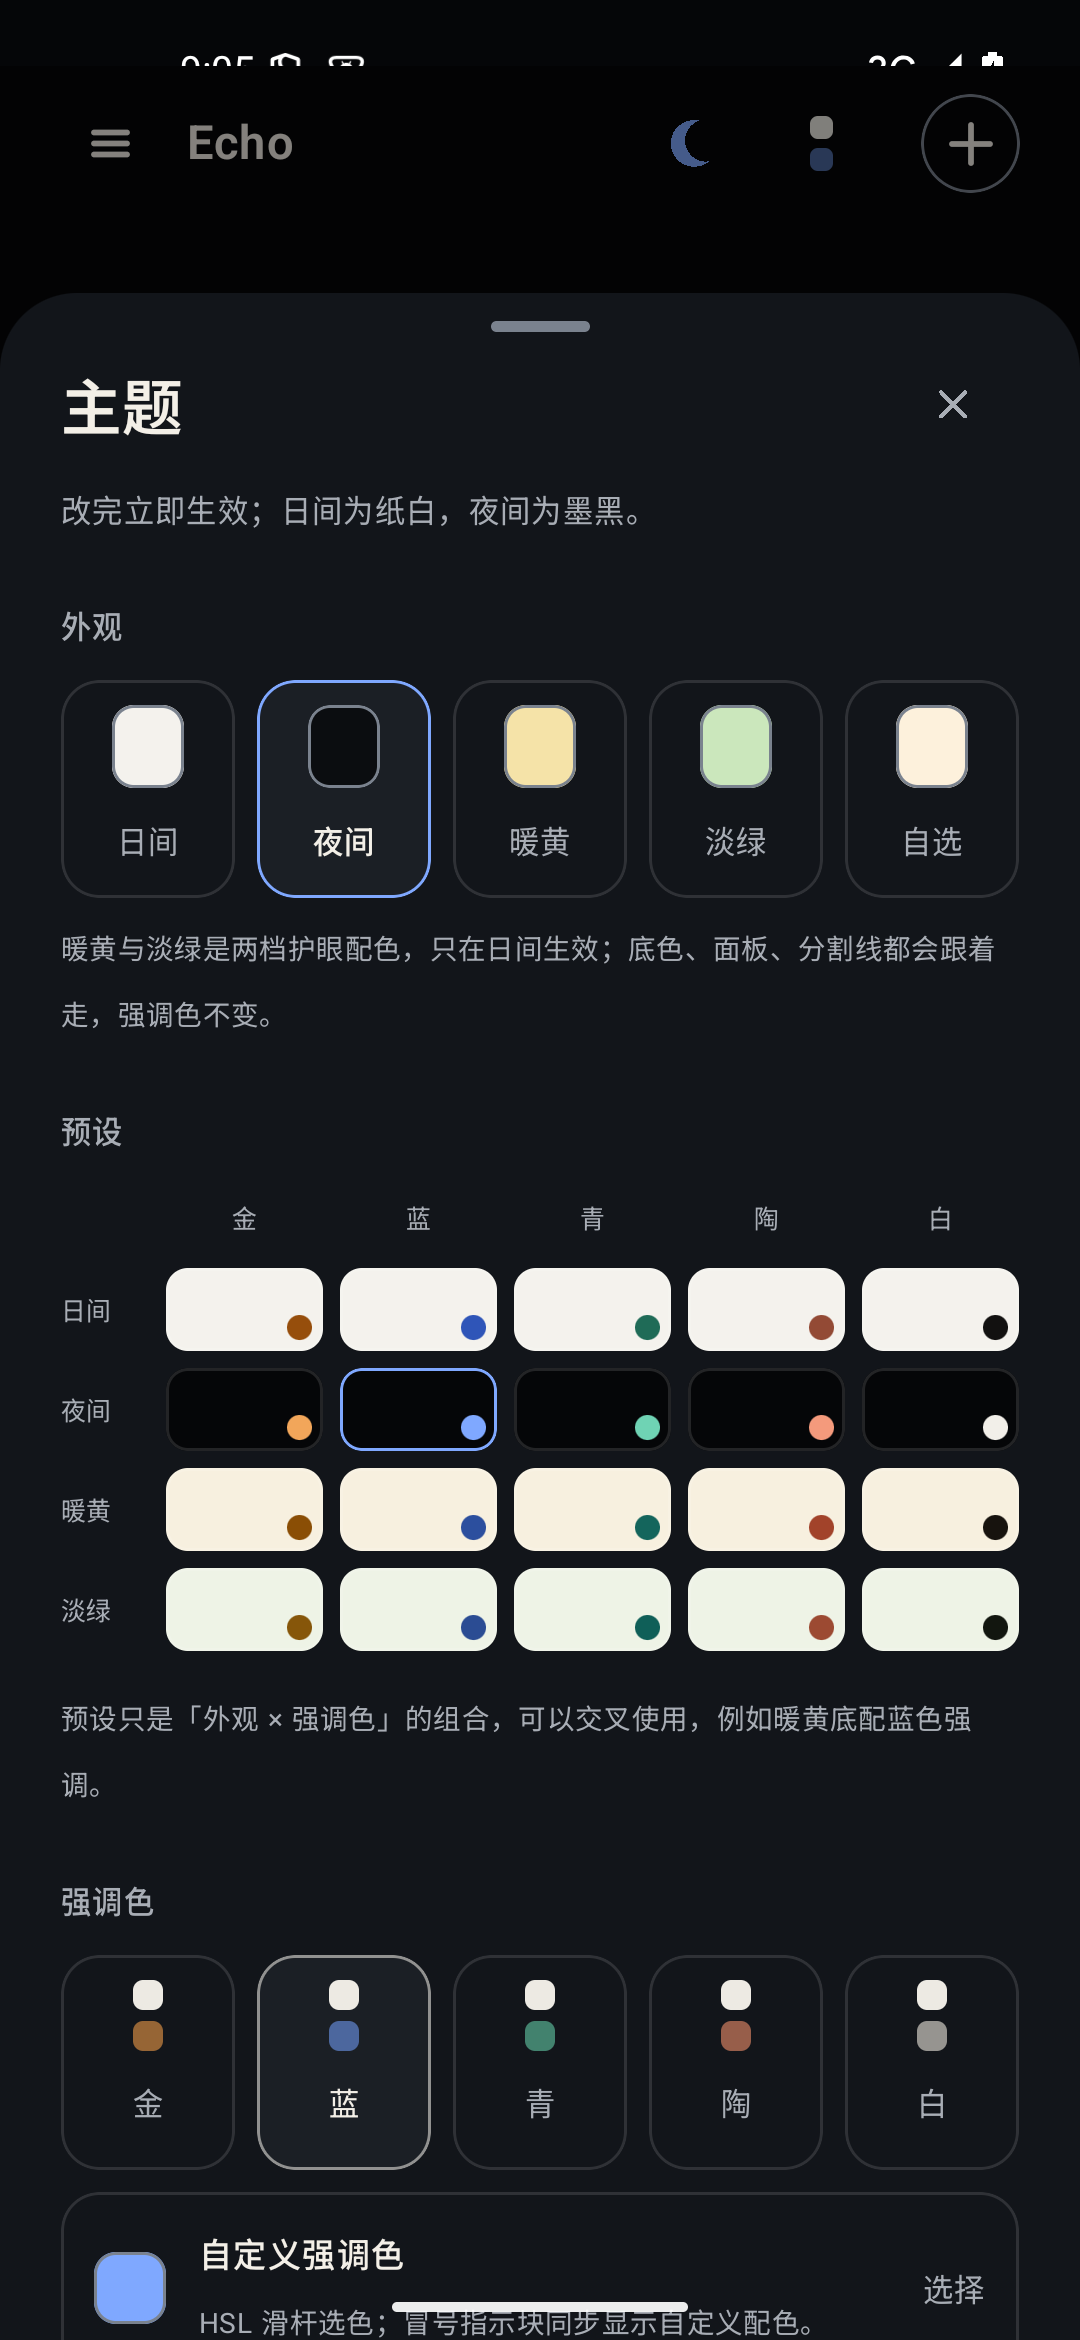 Echo
主题
改完立即生效；日间为纸白，夜间为墨黑。
外观
日间 夜间 暖黄 淡绿 自选
暖黄与淡绿是两档护眼配色，只在日间生效；底色、面板、分割线都会跟着
走，强调色不变。
预设
金 蓝 青 陶 白
日间
夜间
暖黄
淡绿
预设只是「外观 × 强调色」的组合，可以交叉使用，例如暖黄底配蓝色强
调。
强调色
金 蓝 青 陶 白
自定义强调色
选择
HSL 滑杆选色；冒号指示块同步显示自定义配色。